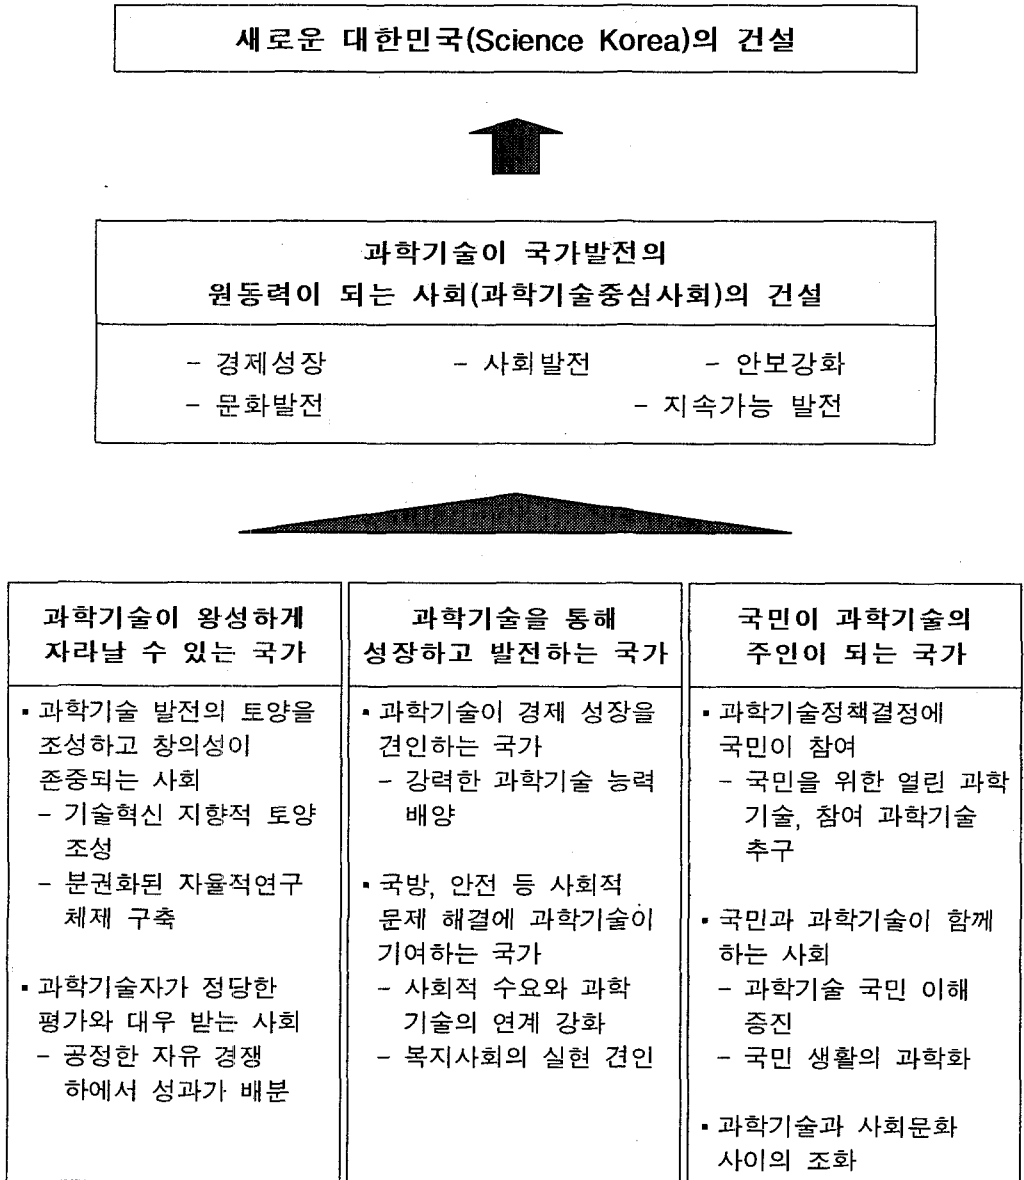 새로운 대한민국(Science Korea)의 건설
과학기술이 국가발전의
원동력이 되는 사회(과학기술중심사회)의 건설
– 경제성장 – 사회발전 – 안보강화
– 문화발전 – 지속가능 발전
과학기술이 왕성하게
자라날 수 있는 국가
▪ 과학기술 발전의 토양을
조성하고 창의성이
존중되는 사회
– 기술혁신 지향적 토양
조성
– 분권화된 자율적연구
체제 구축
▪ 과학기술자가 정당한
평가와 대우 받는 사회
– 공정한 자유 경쟁
하에서 성과가 배분
과학기술을 통해
성장하고 발전하는 국가
▪ 과학기술이 경제 성장을
견인하는 국가
– 강력한 과학기술 능력
배양
▪ 국방, 안전 등 사회적
문제 해결에 과학기술이
기여하는 국가
– 사회적 수요와 과학
기술의 연계 강화
– 복지사회의 실현 견인
국민이 과학기술의
주인이 되는 국가
▪ 과학기술정책결정에
국민이 참여
– 국민을 위한 열린 과학
기술, 참여 과학기술
추구
▪ 국민과 과학기술이 함께
하는 사회
– 과학기술 국민 이해
증진
– 국민 생활의 과학화
▪ 과학기술과 사회문화
사이의 조화